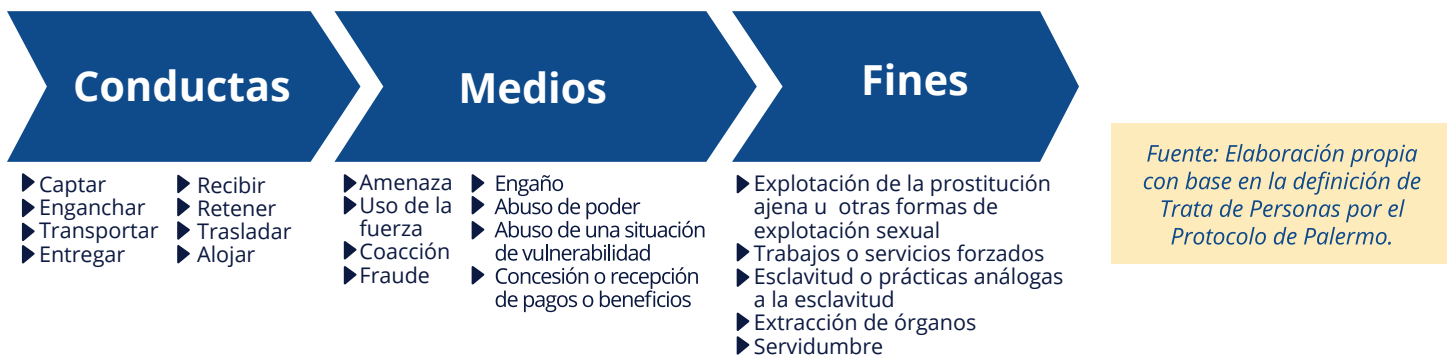 Conductas
Captar
Enganchar
Transportar
Entregar
Recibir
Retener
Trasladar
Alojar
Medios
Amenaza
Uso de la
fuerza
Coacción
Fraude
Engaño
Abuso de poder
Abuso de una situación
de vulnerabilidad
Concesión o recepción
de pagos o beneficios
Fines
Explotación de la prostitución
ajena u otras formas de
explotación sexual
Trabajos o servicios forzados
Esclavitud o prácticas análogas
a la esclavitud
Extracción de órganos
Servidumbre
Fuente: Elaboración propia
con base en la definición de
Trata de Personas por el
Protocolo de Palermo.